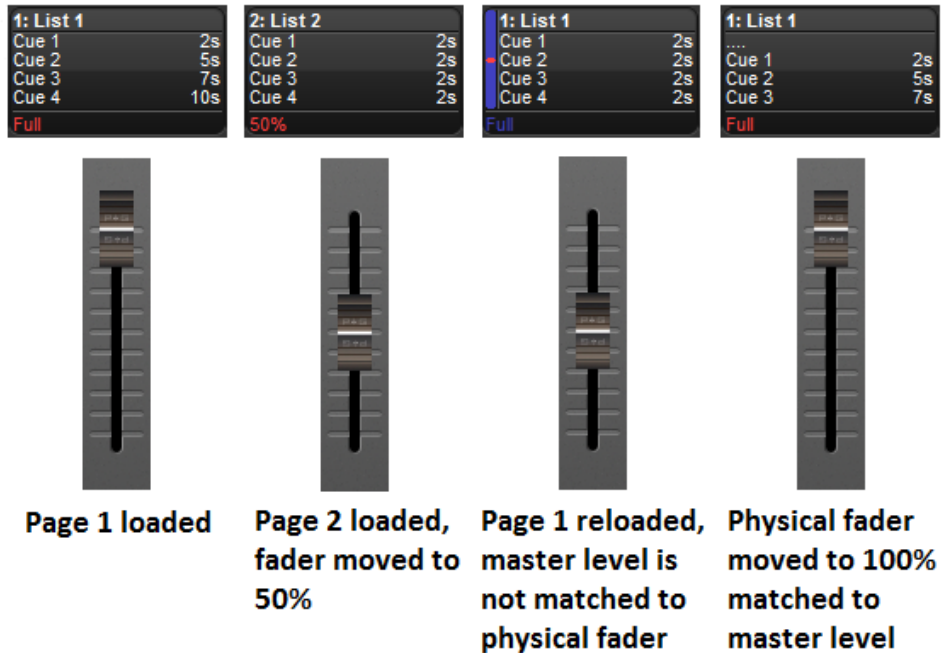 1: List 1
Cue 1 2s
Cue 2 5s
Cue 3 7s
Cue 4 10s
Full
2: List 2
Cue 1 2s
Cue 2 2s
Cue 3 2s
Cue 4 2s
50%
1: List 1
Cue 1 2s
Cue 2 2s
Cue 3 2s
Cue 4 2s
Full
1: List 1
....
Cue 1 2s
Cue 2 5s
Cue 3 7s
Full
Page 1 loaded
Page 2 loaded,
fader moved to
50%
Page 1 reloaded,
master level is
not matched to
physical fader
Physical fader
moved to 100%
matched to
master level